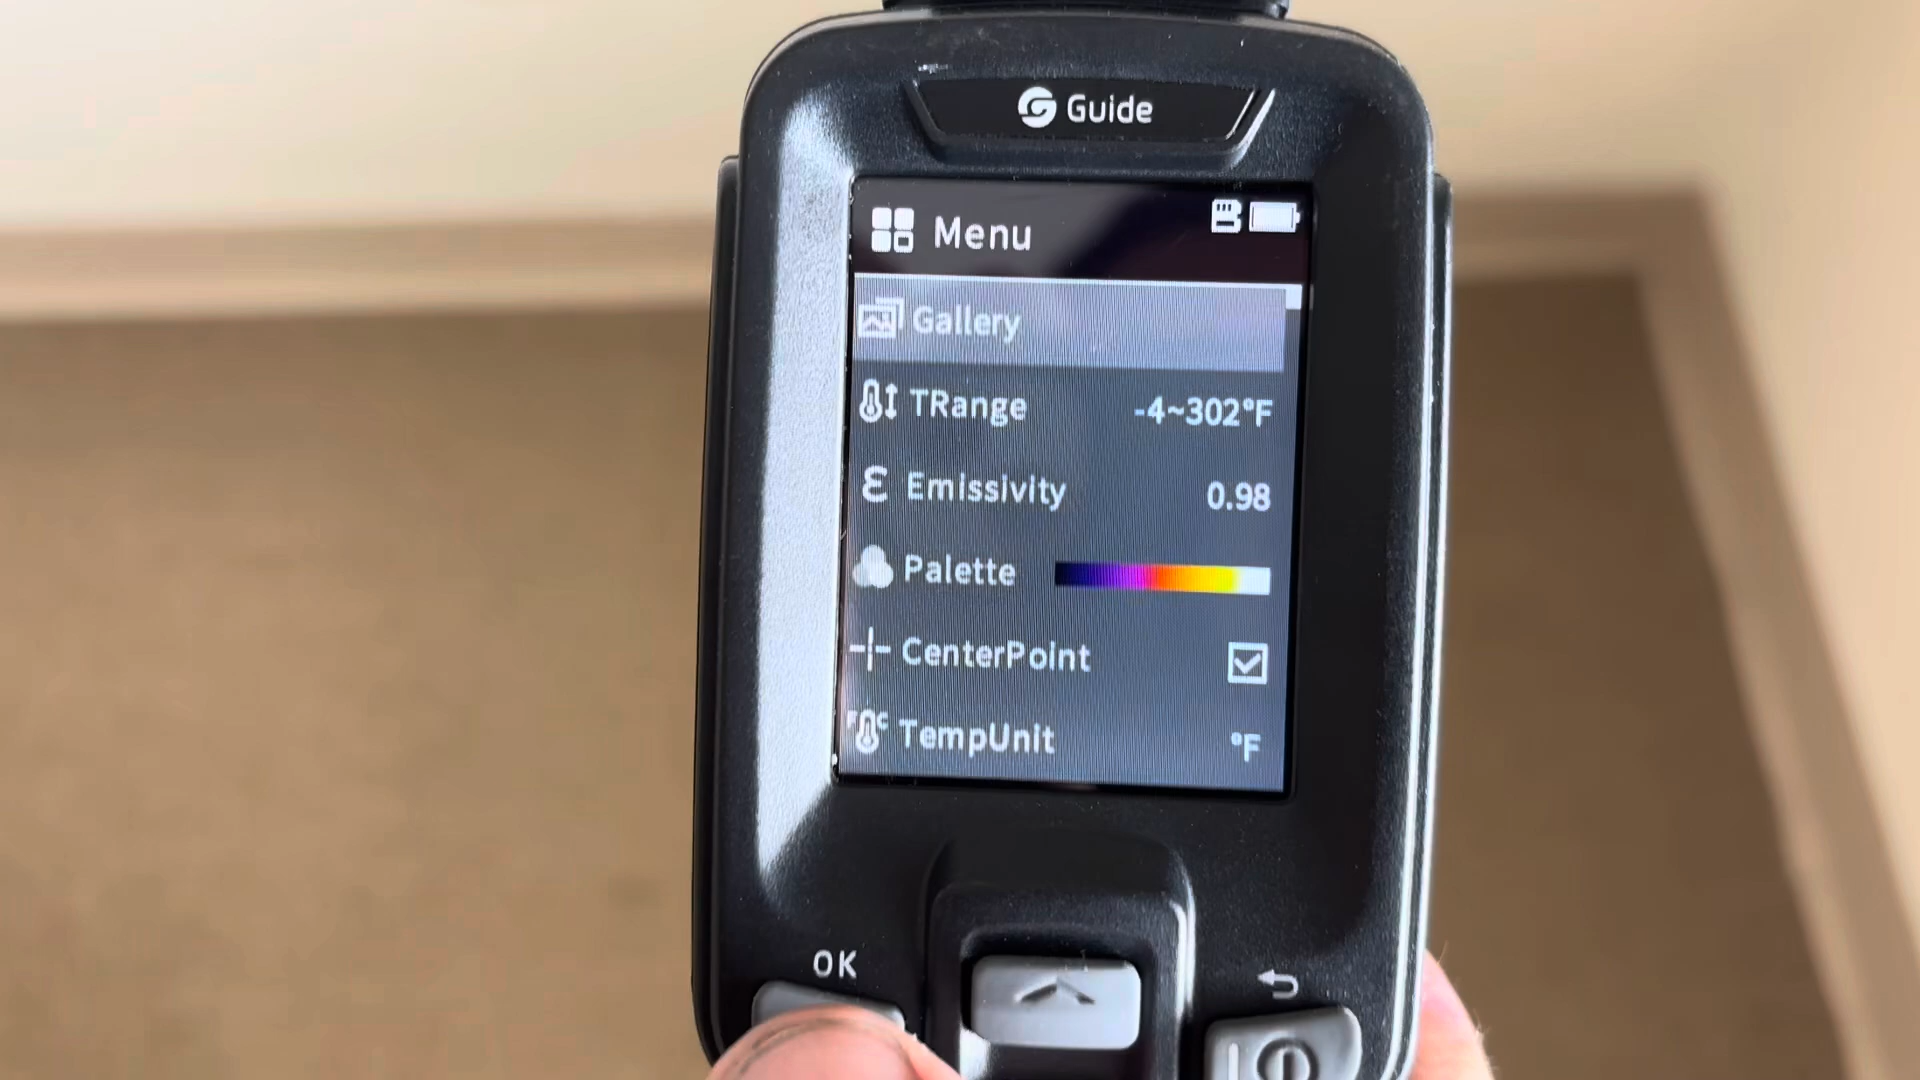 Guide
Menu
Gallery
TRange -4~302°F
ε Emissivity 0.98
Palette
CenterPoint
TempUnit °F
OK